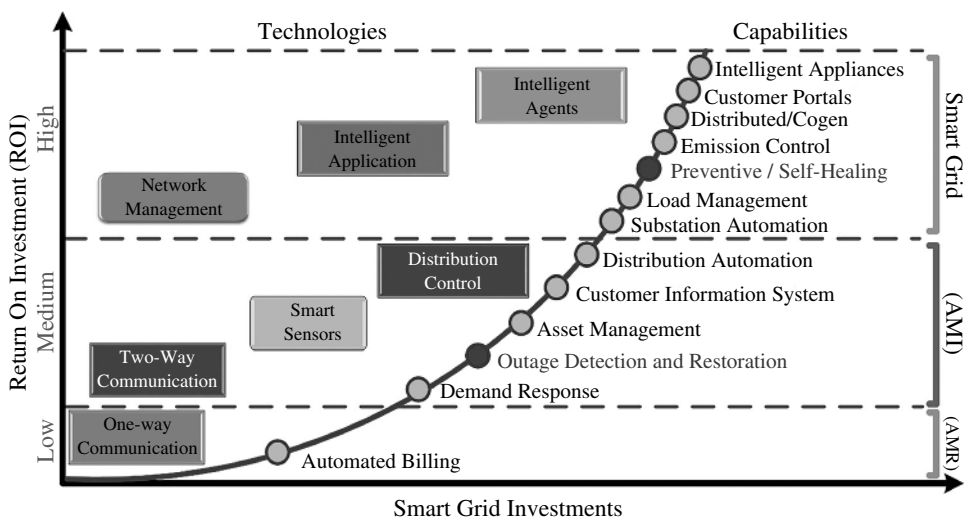 Technologies
Capabilities
Return On Investment (ROI)
High
Medium
Low
Intelligent
Agents
Intelligent
Application
Network
Management
Distribution
Control
Smart
Sensors
Two-Way
Communication
One-way
Communication
Intelligent Appliances
Customer Portals
Distributed/Cogen
Emission Control
Preventive / Self-Healing
Load Management
Substation Automation
Distribution Automation
Customer Information System
Asset Management
Outage Detection and Restoration
Demand Response
Automated Billing
Smart Grid
(AMI)
(AMR)
Smart Grid Investments